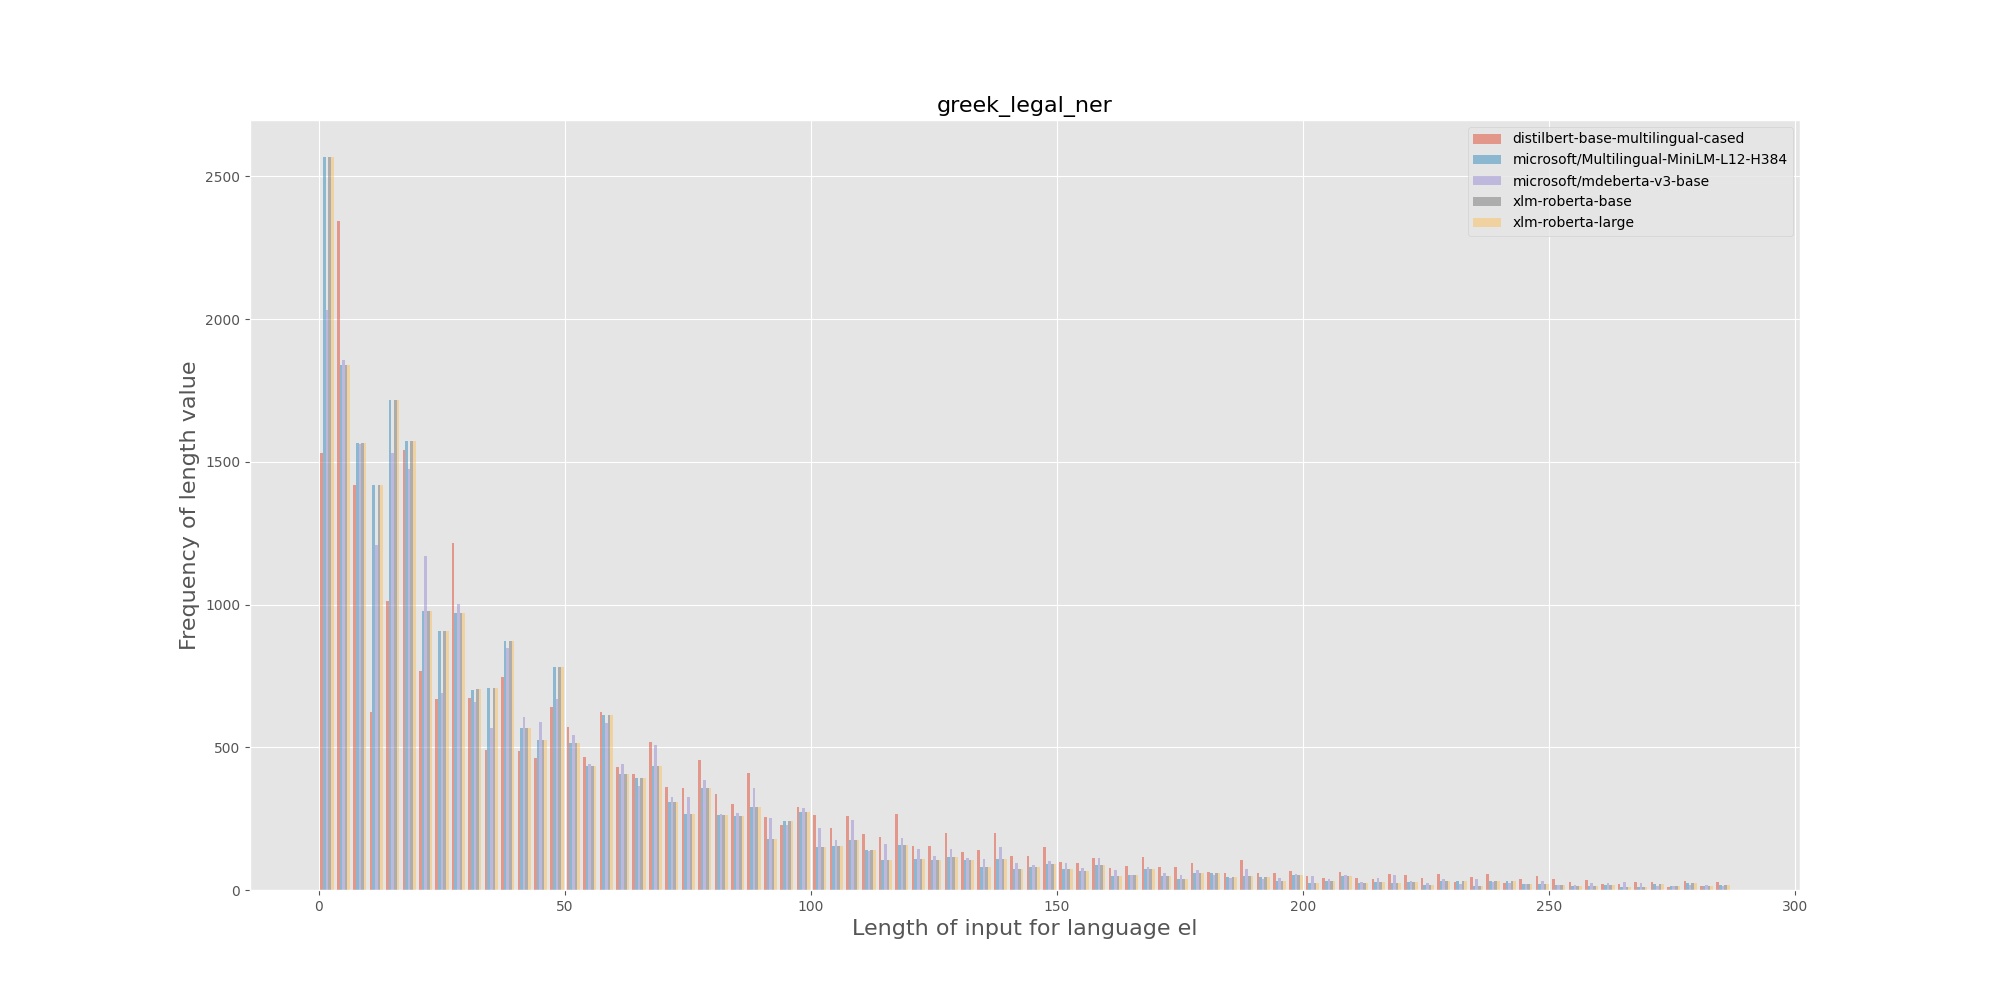 greek_legal_ner
distilbert-base-multilingual-cased
microsoft/Multilingual-MiniLM-L12-H384
microsoft/mdeberta-v3-base
xlm-roberta-base
xlm-roberta-large
Frequency of length value
2500
2000
1500
1000
500
0
0 50 100 150 200 250 300
Length of input for language el